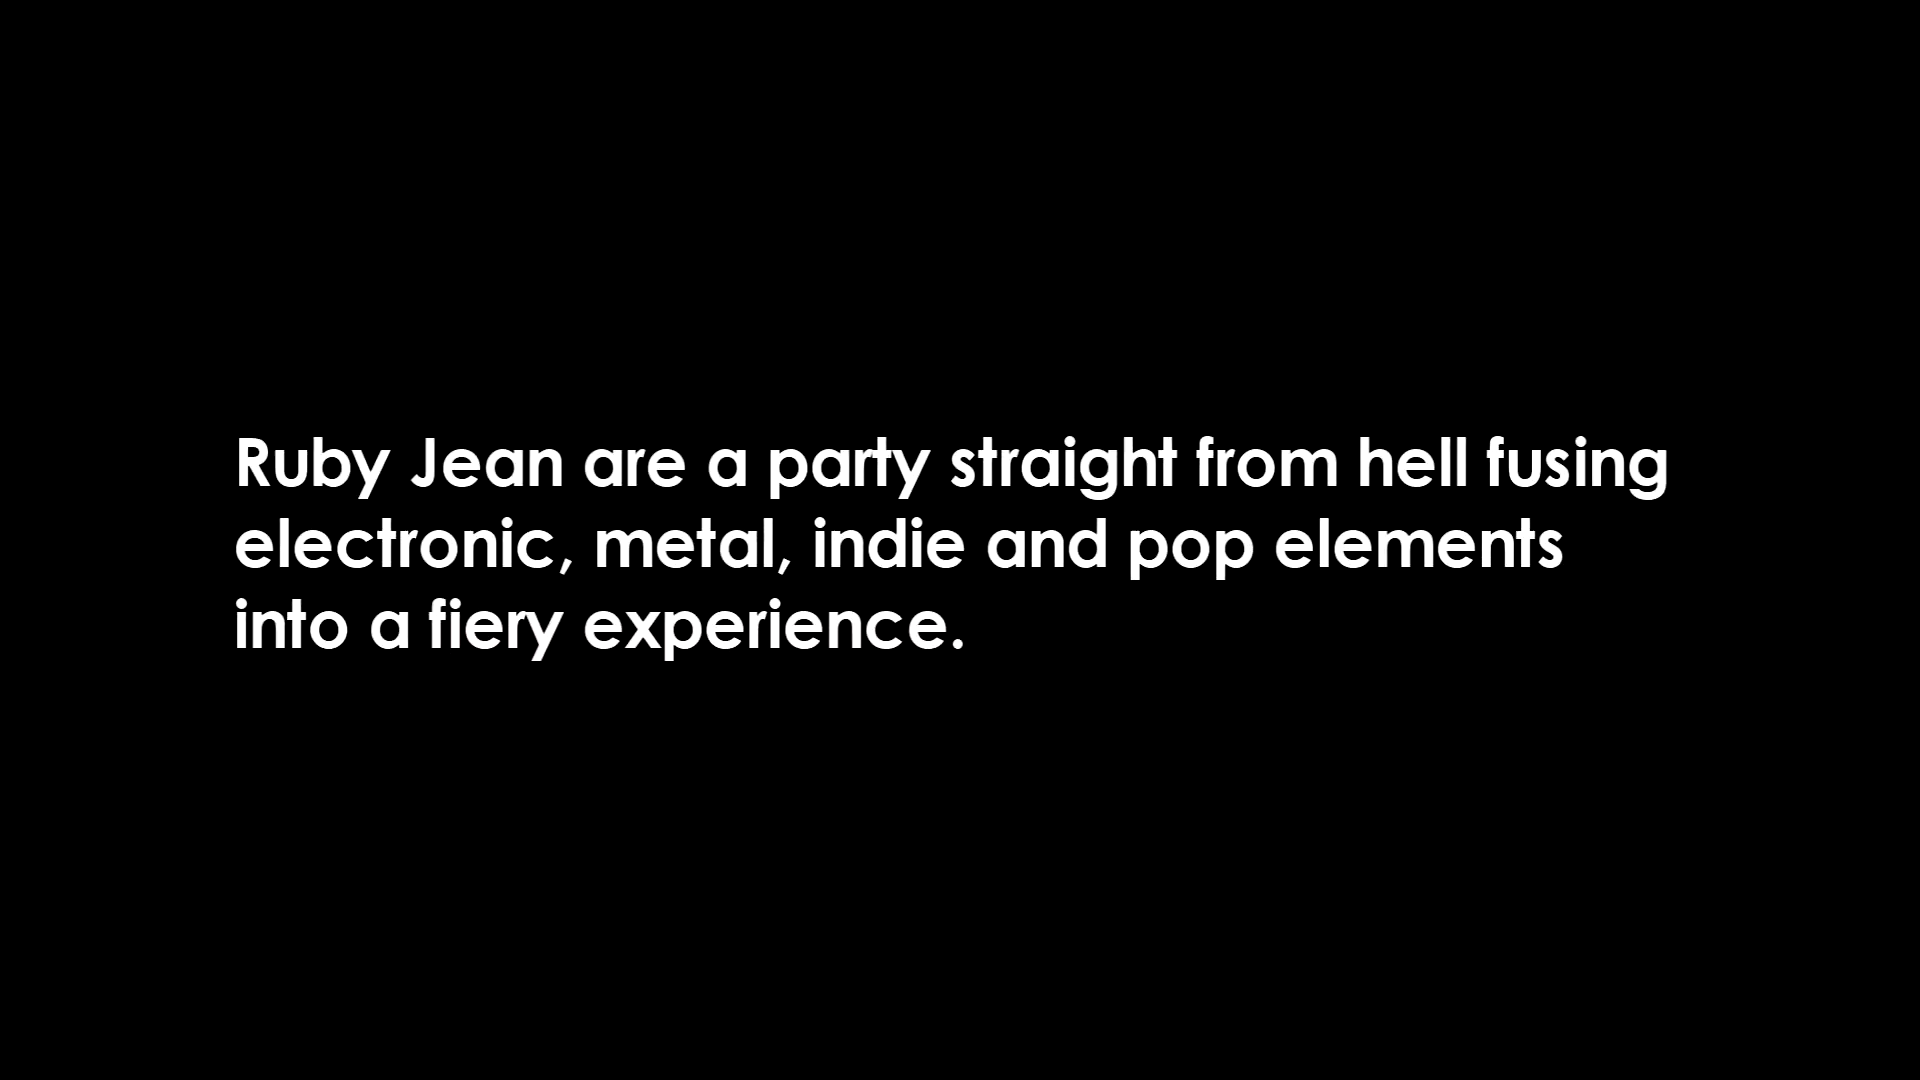 Ruby Jean are a party straight from hell fusing
electronic, metal, indie and pop elements
into a fiery experience.